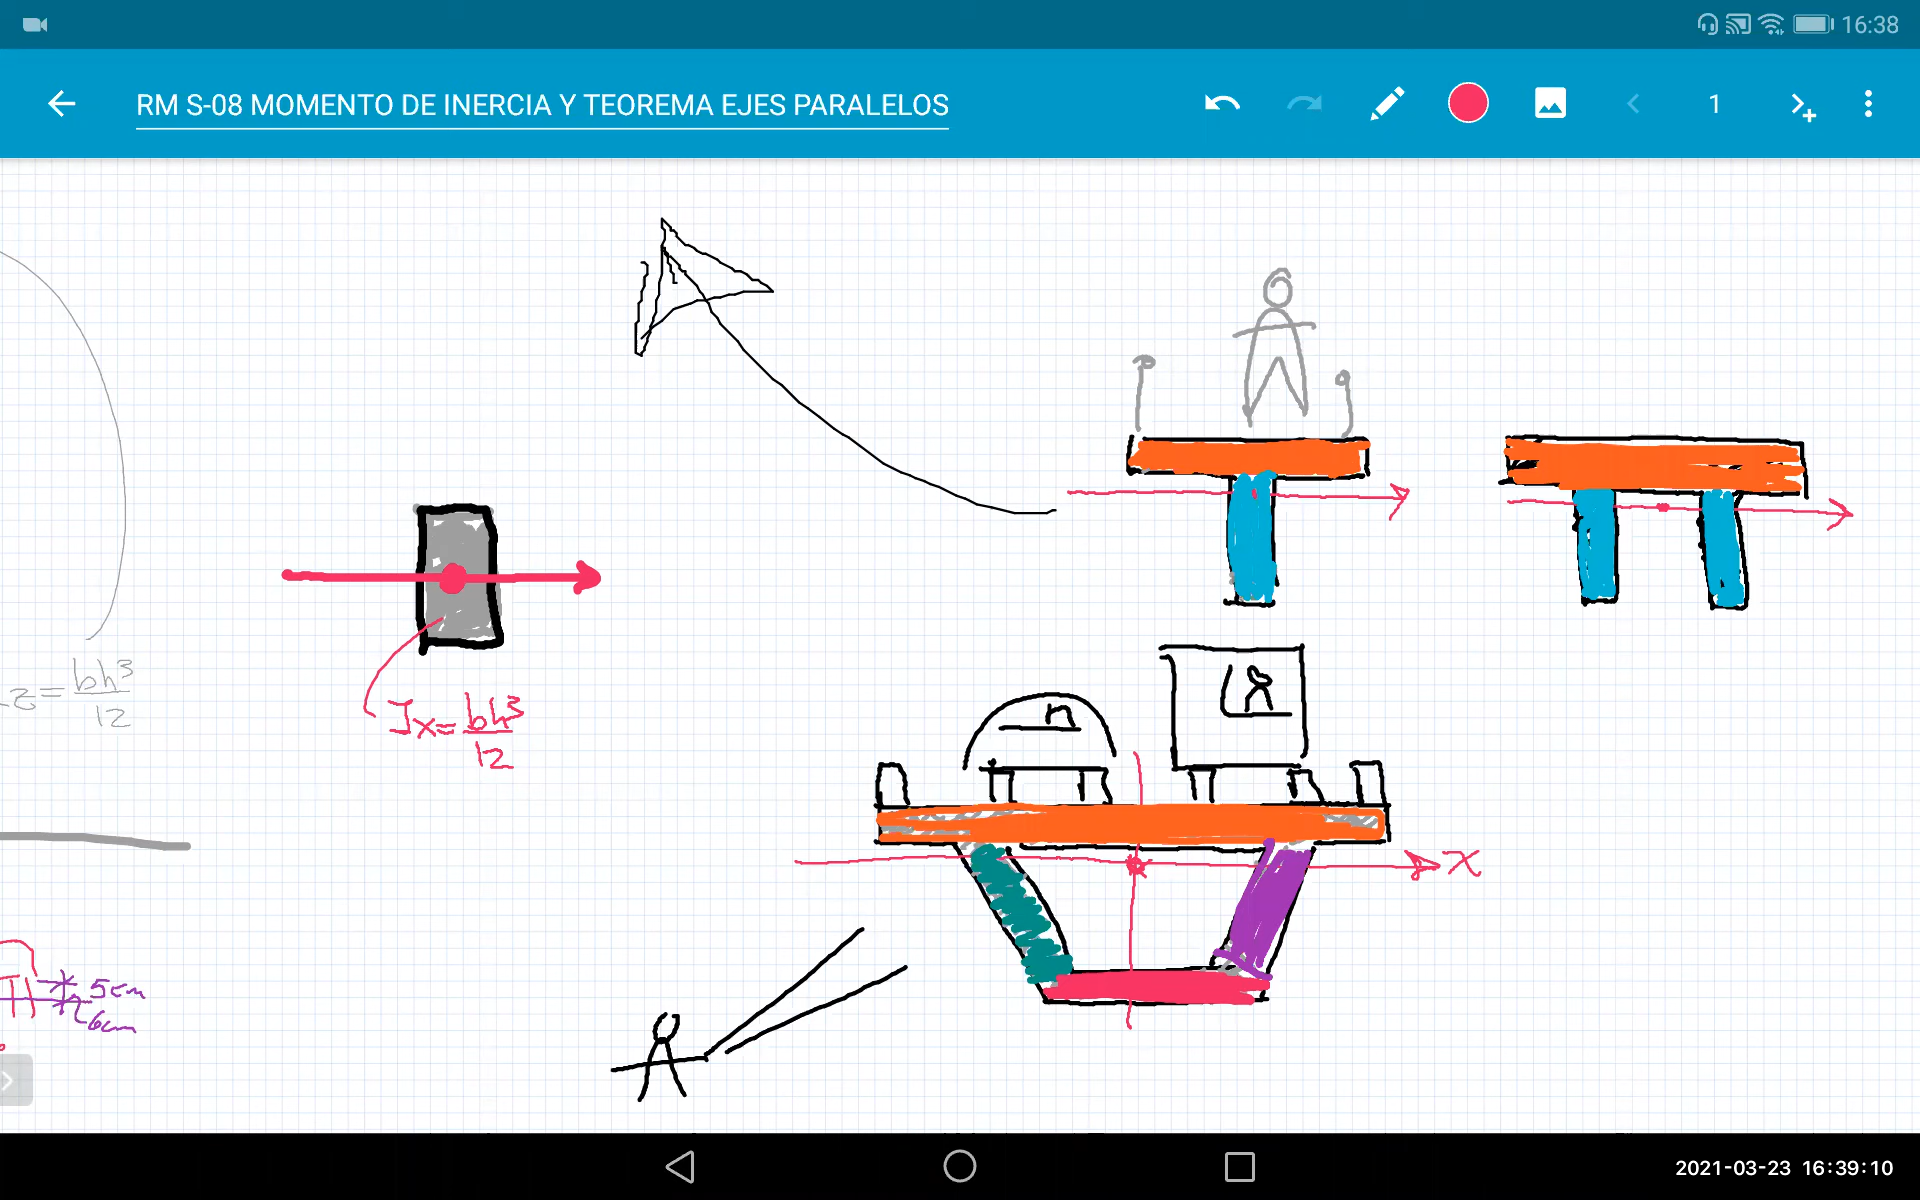 16:38
RM S-08 MOMENTO DE INERCIA Y TEOREMA EJES PARALELOS
1
z=bh³/12
Ix=bh³/12
x
5cm
6cm
2021-03-23 16:39:10